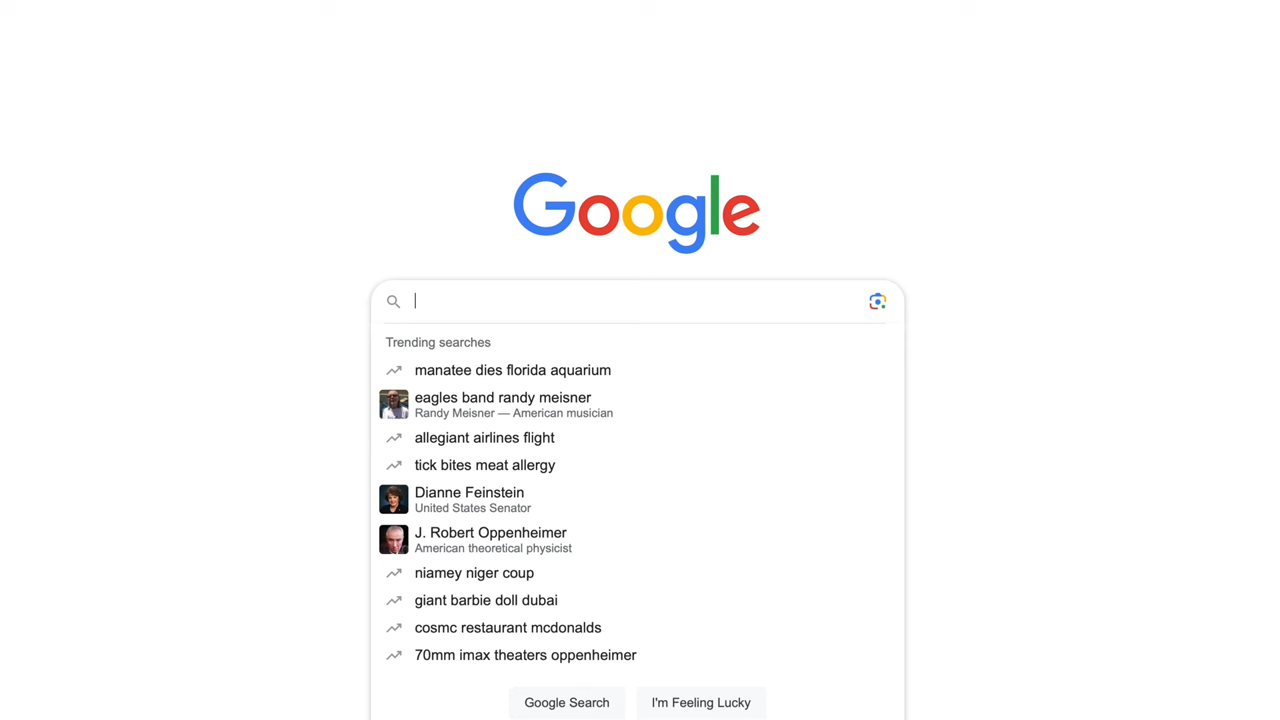 Google
Trending searches
manatee dies florida aquarium
eagles band randy meisner
Randy Meisner — American musician
allegiant airlines flight
tick bites meat allergy
Dianne Feinstein
United States Senator
J. Robert Oppenheimer
American theoretical physicist
niamey niger coup
giant barbie doll dubai
cosmc restaurant mcdonalds
70mm imax theaters oppenheimer
Google Search I'm Feeling Lucky